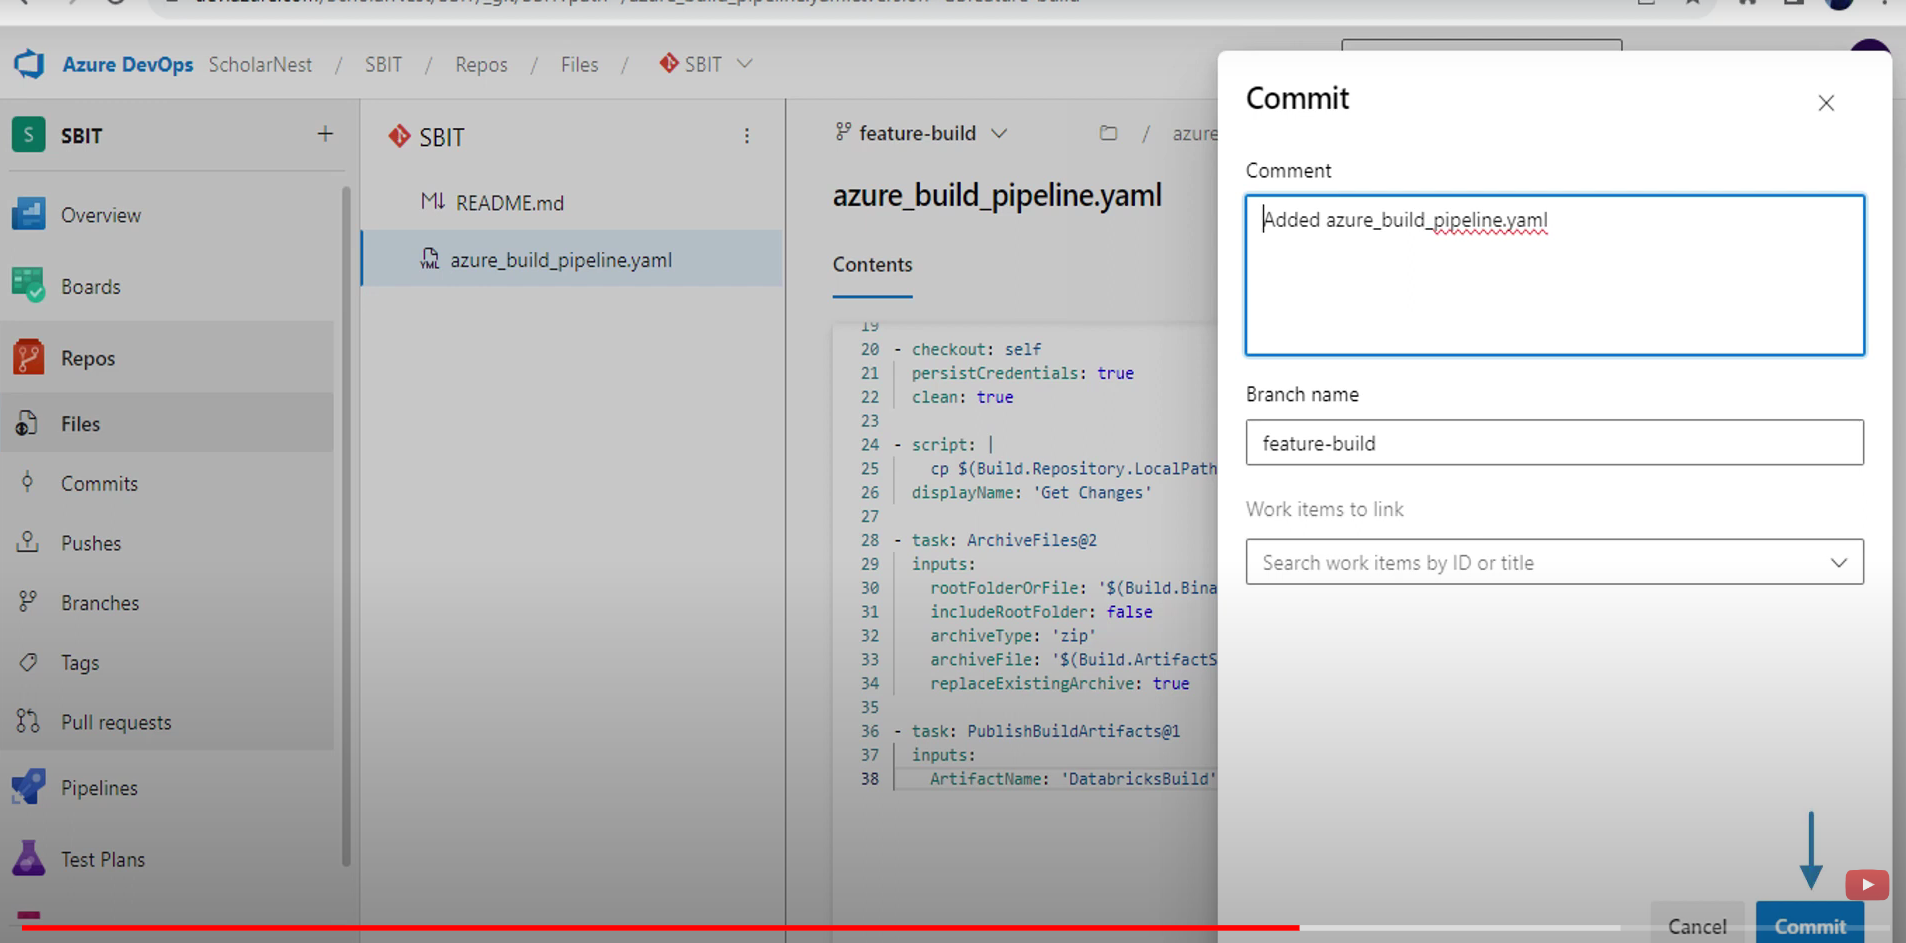 Azure DevOps ScholarNest / SBIT / Repos / Files / SBIT
S SBIT +
Overview
Boards
Repos
Files
Commits
Pushes
Branches
Tags
Pull requests
Pipelines
Test Plans
SBIT
README.md
YML azure_build_pipeline.yaml
feature-build / azure
azure_build_pipeline.yaml
Contents
19
20 - checkout: self
21 persistCredentials: true
22 clean: true
23
24 - script: |
25 cp $(Build.Repository.LocalPath
26 displayName: 'Get Changes'
27
28 - task: ArchiveFiles@2
29 inputs:
30 rootFolderOrFile: '$(Build.Bina
31 includeRootFolder: false
32 archiveType: 'zip'
33 archiveFile: '$(Build.ArtifactS
34 replaceExistingArchive: true
35
36 - task: PublishBuildArtifacts@1
37 inputs:
38 ArtifactName: 'DatabricksBuild'
Commit
Comment
Added azure_build_pipeline.yaml
Branch name
feature-build
Work items to link
Search work items by ID or title
Cancel Commit